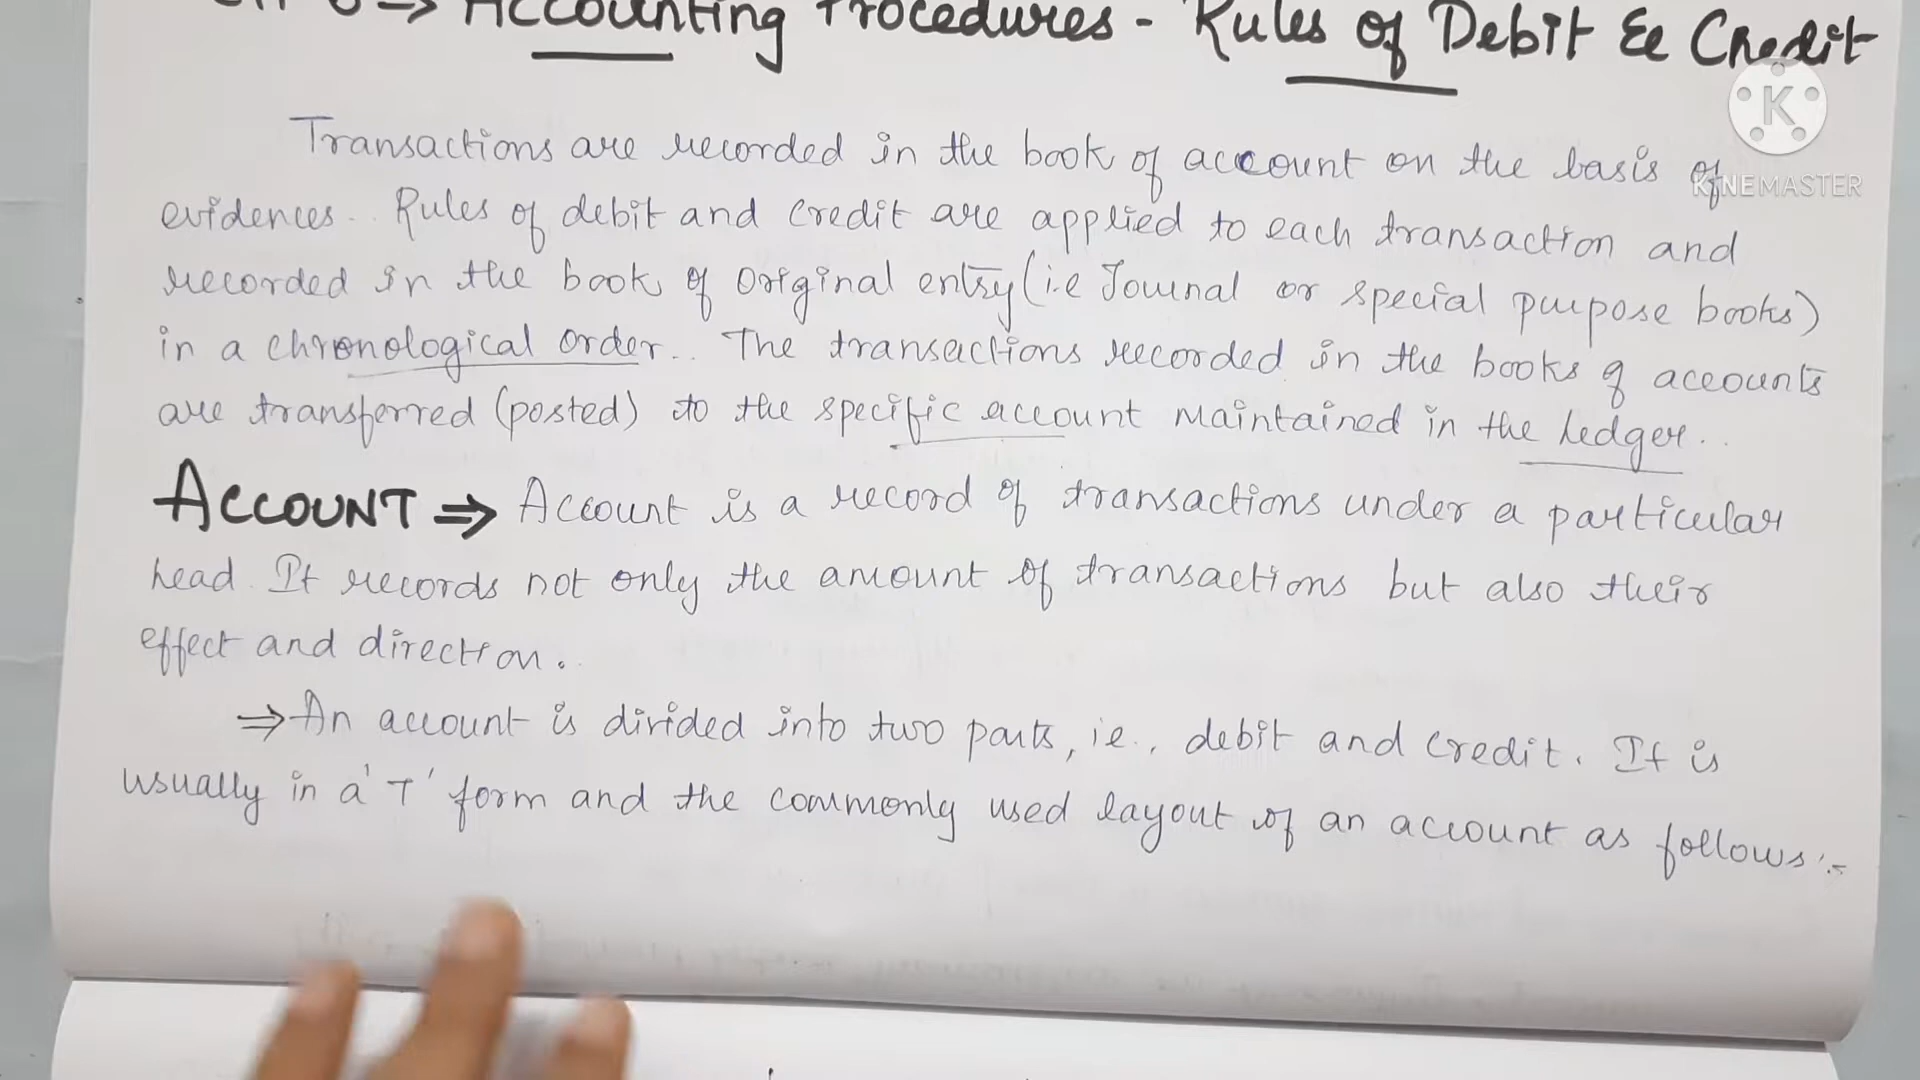 Accounting Procedures - Rules of Debit & Credit
K
KINEMASTER
Transactions are recorded in the book of account on the basis of
evidences.. Rules of debit and credit are applied to each transaction and
recorded in the book of original entry (i.e Journal or special purpose books)
in a chronological order.. The transactions recorded in the books of accounts
are transferred (posted) to the specific account maintained in the ledger..
ACCOUNT ⇒ Account is a record of transactions under a particular
head. It records not only the amount of transactions but also their
effect and direction.
⇒ An account is divided into two parts, i.e., debit and credit. It is
usually in a 'T' form and the commonly used layout of an account as follows:-